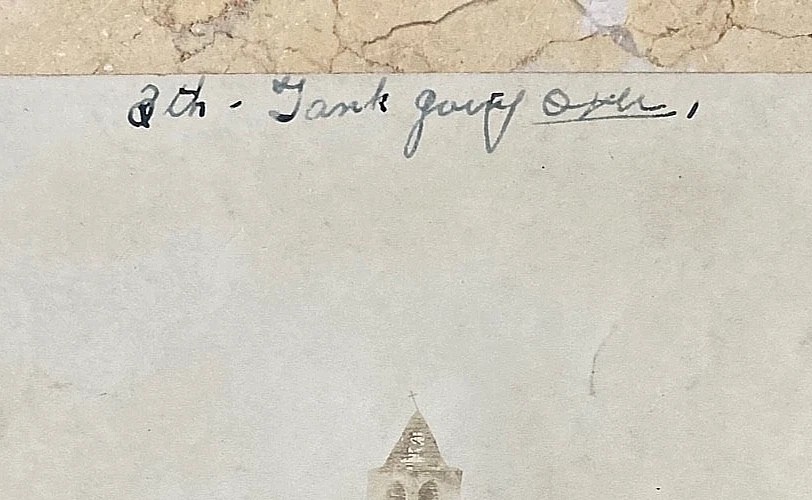 8th - Tank going over.